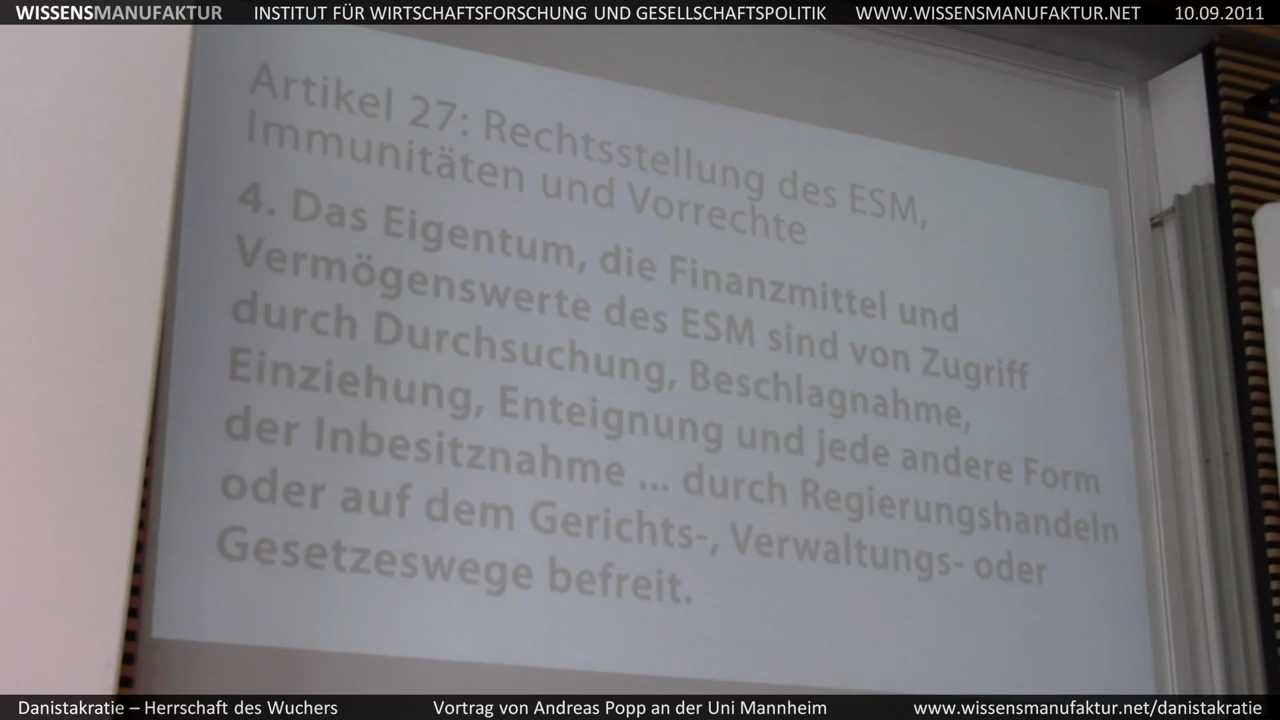 WISSENSMANUFAKTUR INSTITUT FÜR WIRTSCHAFTSFORSCHUNG UND GESELLSCHAFTSPOLITIK WWW.WISSENSMANUFAKTUR.NET 10.09.2011
Artikel 27: Rechtsstellung des ESM,
Immunitäten und Vorrechte
4. Das Eigentum, die Finanzmittel und
Vermögenswerte des ESM sind von Zugriff
durch Durchsuchung, Beschlagnahme,
Einziehung, Enteignung und jede andere Form
der Inbesitznahme ... durch Regierungshandeln
oder auf dem Gerichts-, Verwaltungs- oder
Gesetzeswege befreit.
Danistakratie – Herrschaft des Wuchers Vortrag von Andreas Popp an der Uni Mannheim www.wissensmanufaktur.net/danistakratie